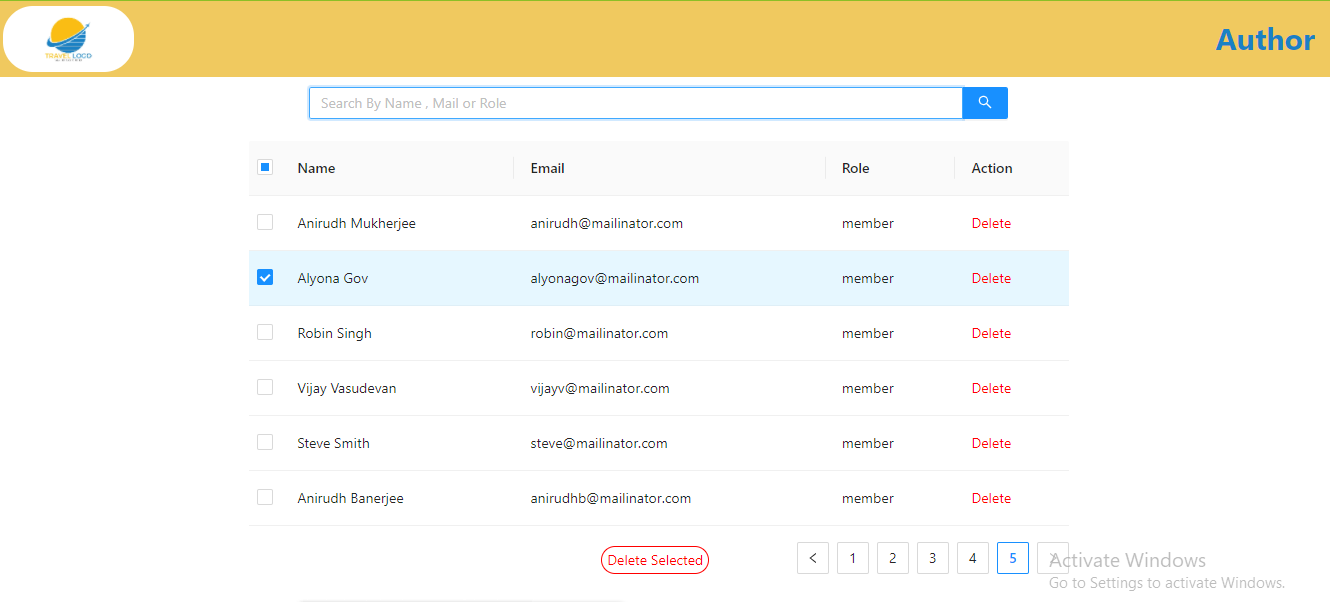 TRAVEL LOCO
Author
Search By Name , Mail or Role
Name Email Role Action
Anirudh Mukherjee anirudh@mailinator.com member Delete
Alyona Gov alyonagov@mailinator.com member Delete
Robin Singh robin@mailinator.com member Delete
Vijay Vasudevan vijayv@mailinator.com member Delete
Steve Smith steve@mailinator.com member Delete
Anirudh Banerjee anirudhb@mailinator.com member Delete
Delete Selected < 1 2 3 4 5 >
Activate Windows
Go to Settings to activate Windows.